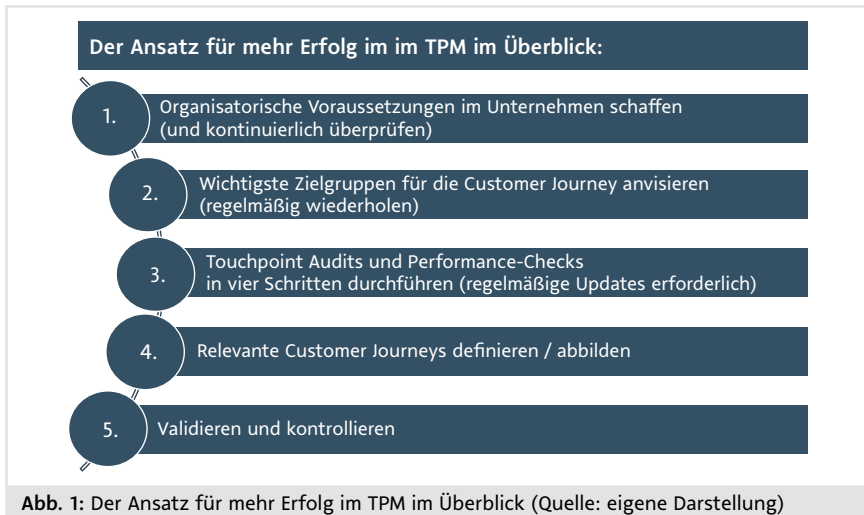 Der Ansatz für mehr Erfolg im im TPM im Überblick:
1.
Organisatorische Voraussetzungen im Unternehmen schaffen
(und kontinuierlich überprüfen)
2.
Wichtigste Zielgruppen für die Customer Journey anvisieren
(regelmäßig wiederholen)
3.
Touchpoint Audits und Performance-Checks
in vier Schritten durchführen (regelmäßige Updates erforderlich)
4.
Relevante Customer Journeys definieren / abbilden
5.
Validieren und kontrollieren
Abb. 1: Der Ansatz für mehr Erfolg im TPM im Überblick (Quelle: eigene Darstellung)